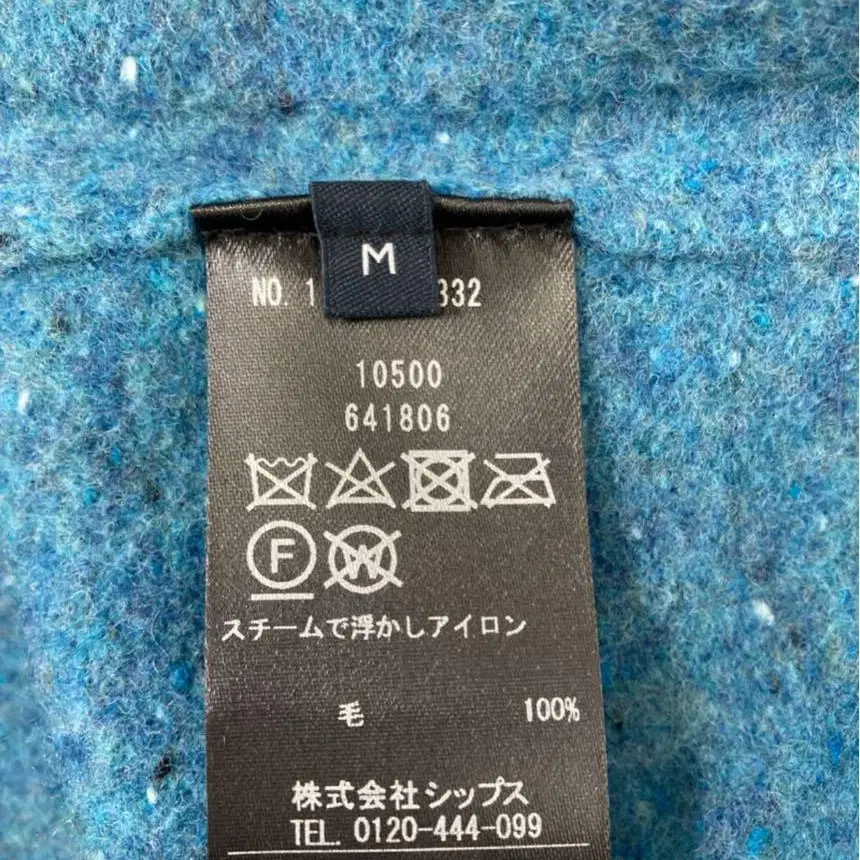 M
NO. 1 332
10500
641806
F W
スチームで浮かしアイロン
毛 100%
株式会社シップス
TEL. 0120-444-099